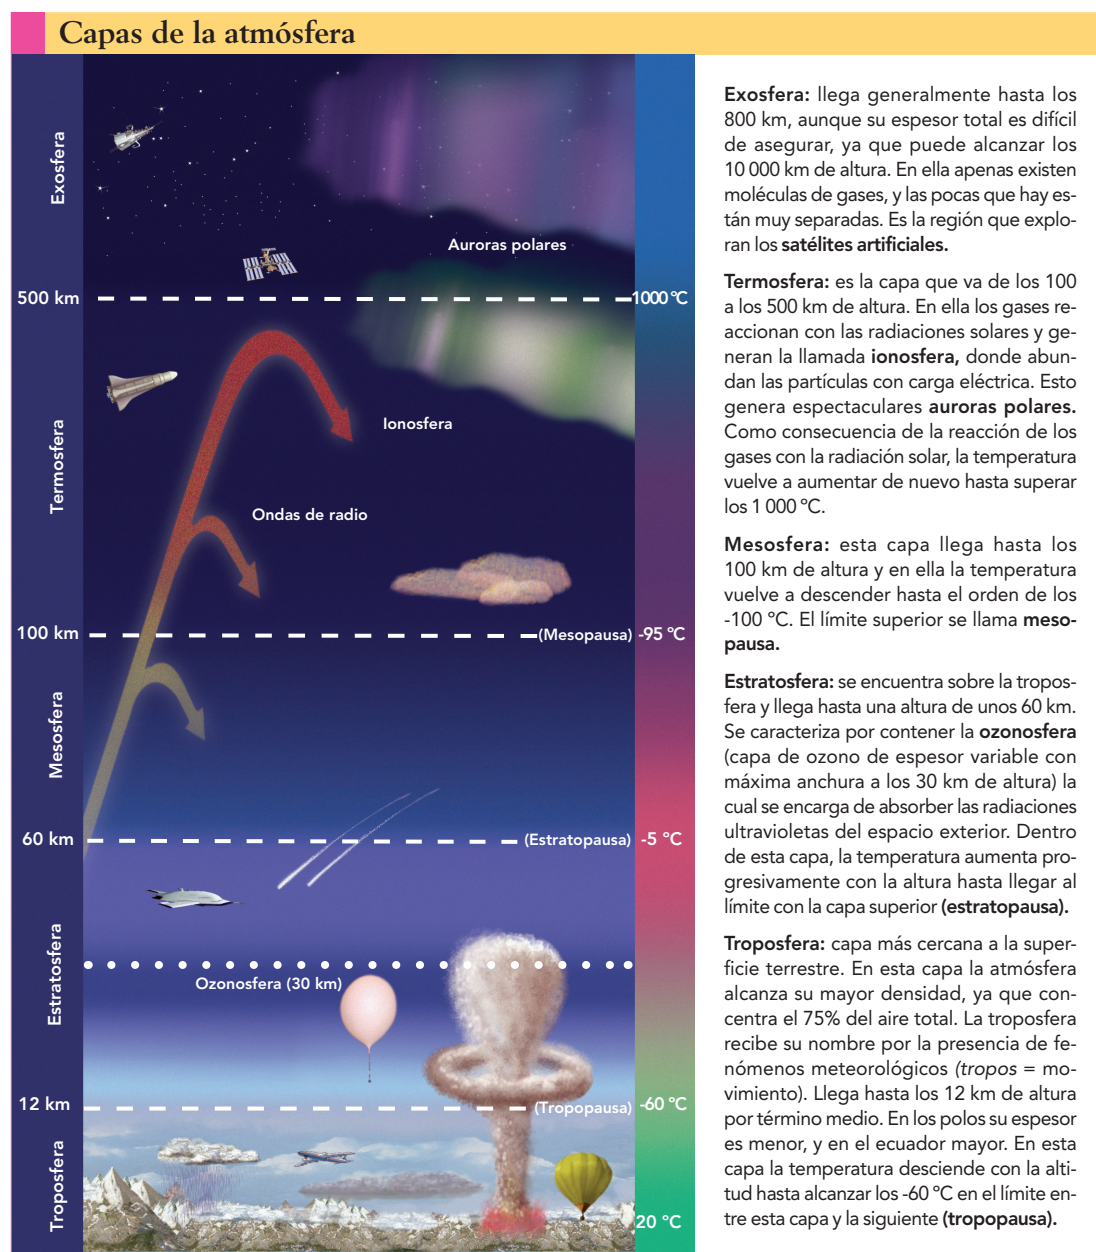 Capas de la atmósfera
Exosfera
Auroras polares
500 km
1000 ºC
Termosfera
Ionosfera
Ondas de radio
100 km
(Mesopausa)
-95 ºC
Mesosfera
60 km
(Estratopausa)
-5 ºC
Estratosfera
Ozonosfera (30 km)
12 km
(Tropopausa)
-60 ºC
Troposfera
20 ºC
Exosfera: llega generalmente hasta los
800 km, aunque su espesor total es difícil
de asegurar, ya que puede alcanzar los
10 000 km de altura. En ella apenas existen
moléculas de gases, y las pocas que hay es-
tán muy separadas. Es la región que explo-
ran los satélites artificiales.
Termosfera: es la capa que va de los 100
a los 500 km de altura. En ella los gases re-
accionan con las radiaciones solares y ge-
neran la llamada ionosfera, donde abun-
dan las partículas con carga eléctrica. Esto
genera espectaculares auroras polares.
Como consecuencia de la reacción de los
gases con la radiación solar, la temperatura
vuelve a aumentar de nuevo hasta superar
los 1 000 ºC.
Mesosfera: esta capa llega hasta los
100 km de altura y en ella la temperatura
vuelve a descender hasta el orden de los
-100 ºC. El límite superior se llama meso-
pausa.
Estratosfera: se encuentra sobre la tropos-
fera y llega hasta una altura de unos 60 km.
Se caracteriza por contener la ozonosfera
(capa de ozono de espesor variable con
máxima anchura a los 30 km de altura) la
cual se encarga de absorber las radiaciones
ultravioletas del espacio exterior. Dentro
de esta capa, la temperatura aumenta pro-
gresivamente con la altura hasta llegar al
límite con la capa superior (estratopausa).
Troposfera: capa más cercana a la super-
ficie terrestre. En esta capa la atmósfera
alcanza su mayor densidad, ya que con-
centra el 75% del aire total. La troposfera
recibe su nombre por la presencia de fe-
nómenos meteorológicos (tropos = mo-
vimiento). Llega hasta los 12 km de altura
por término medio. En los polos su espesor
es menor, y en el ecuador mayor. En esta
capa la temperatura desciende con la alti-
tud hasta alcanzar los -60 ºC en el límite en-
tre esta capa y la siguiente (tropopausa).